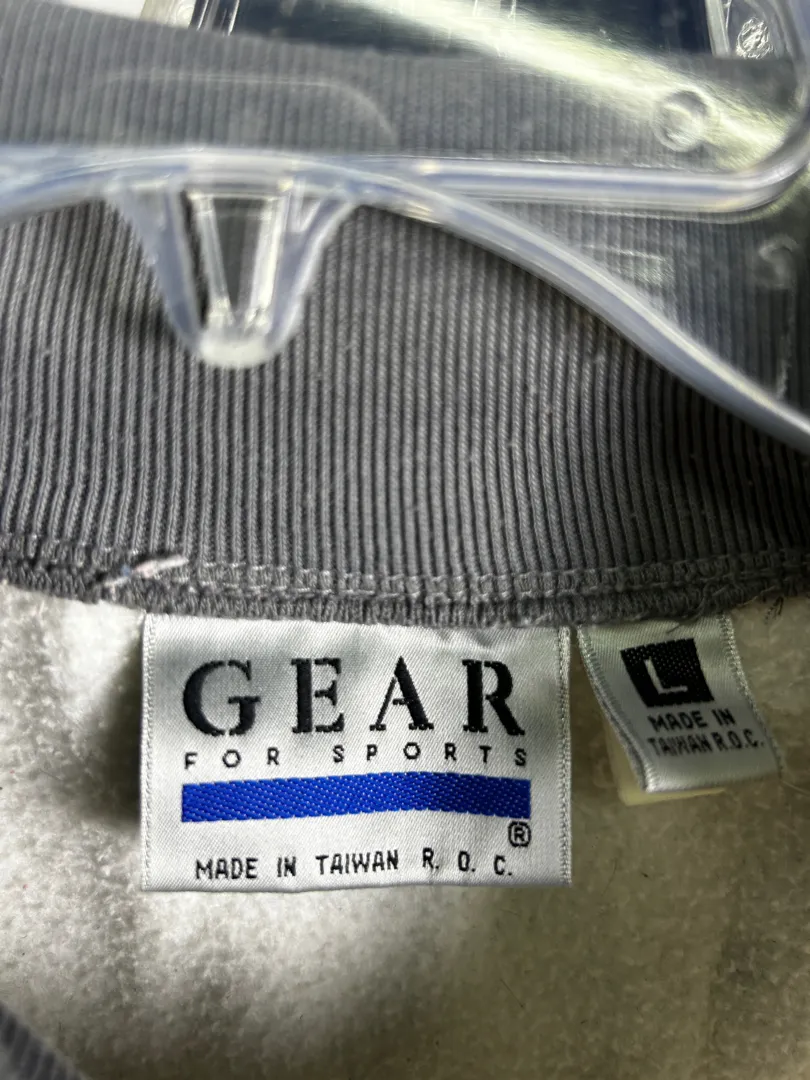 GEAR
FOR SPORTS
®
MADE IN TAIWAN R. O. C.
L
MADE IN
TAIWAN R.O.C.